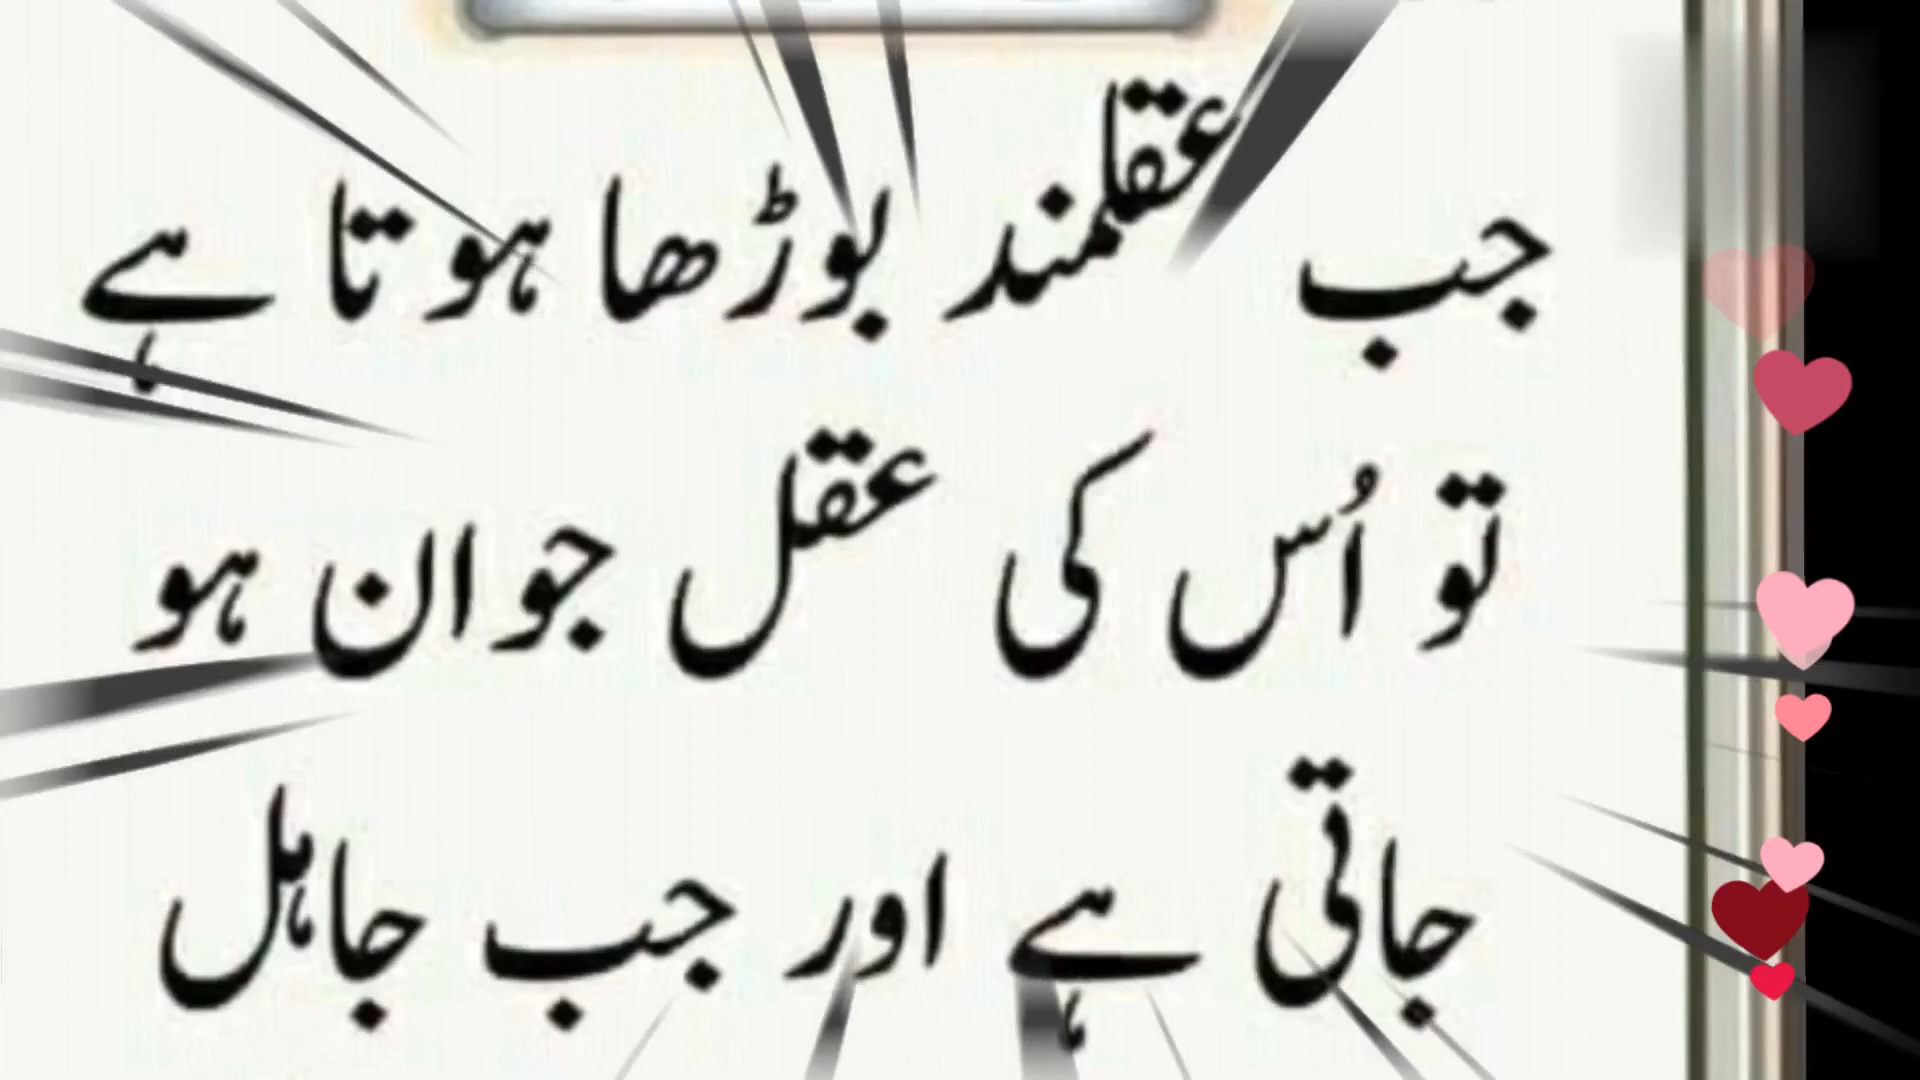 جب عقلمند بوڑھا ہوتا ہے
تو اُس کی عقل جوان ہو
جاتی ہے اور جب جاہل